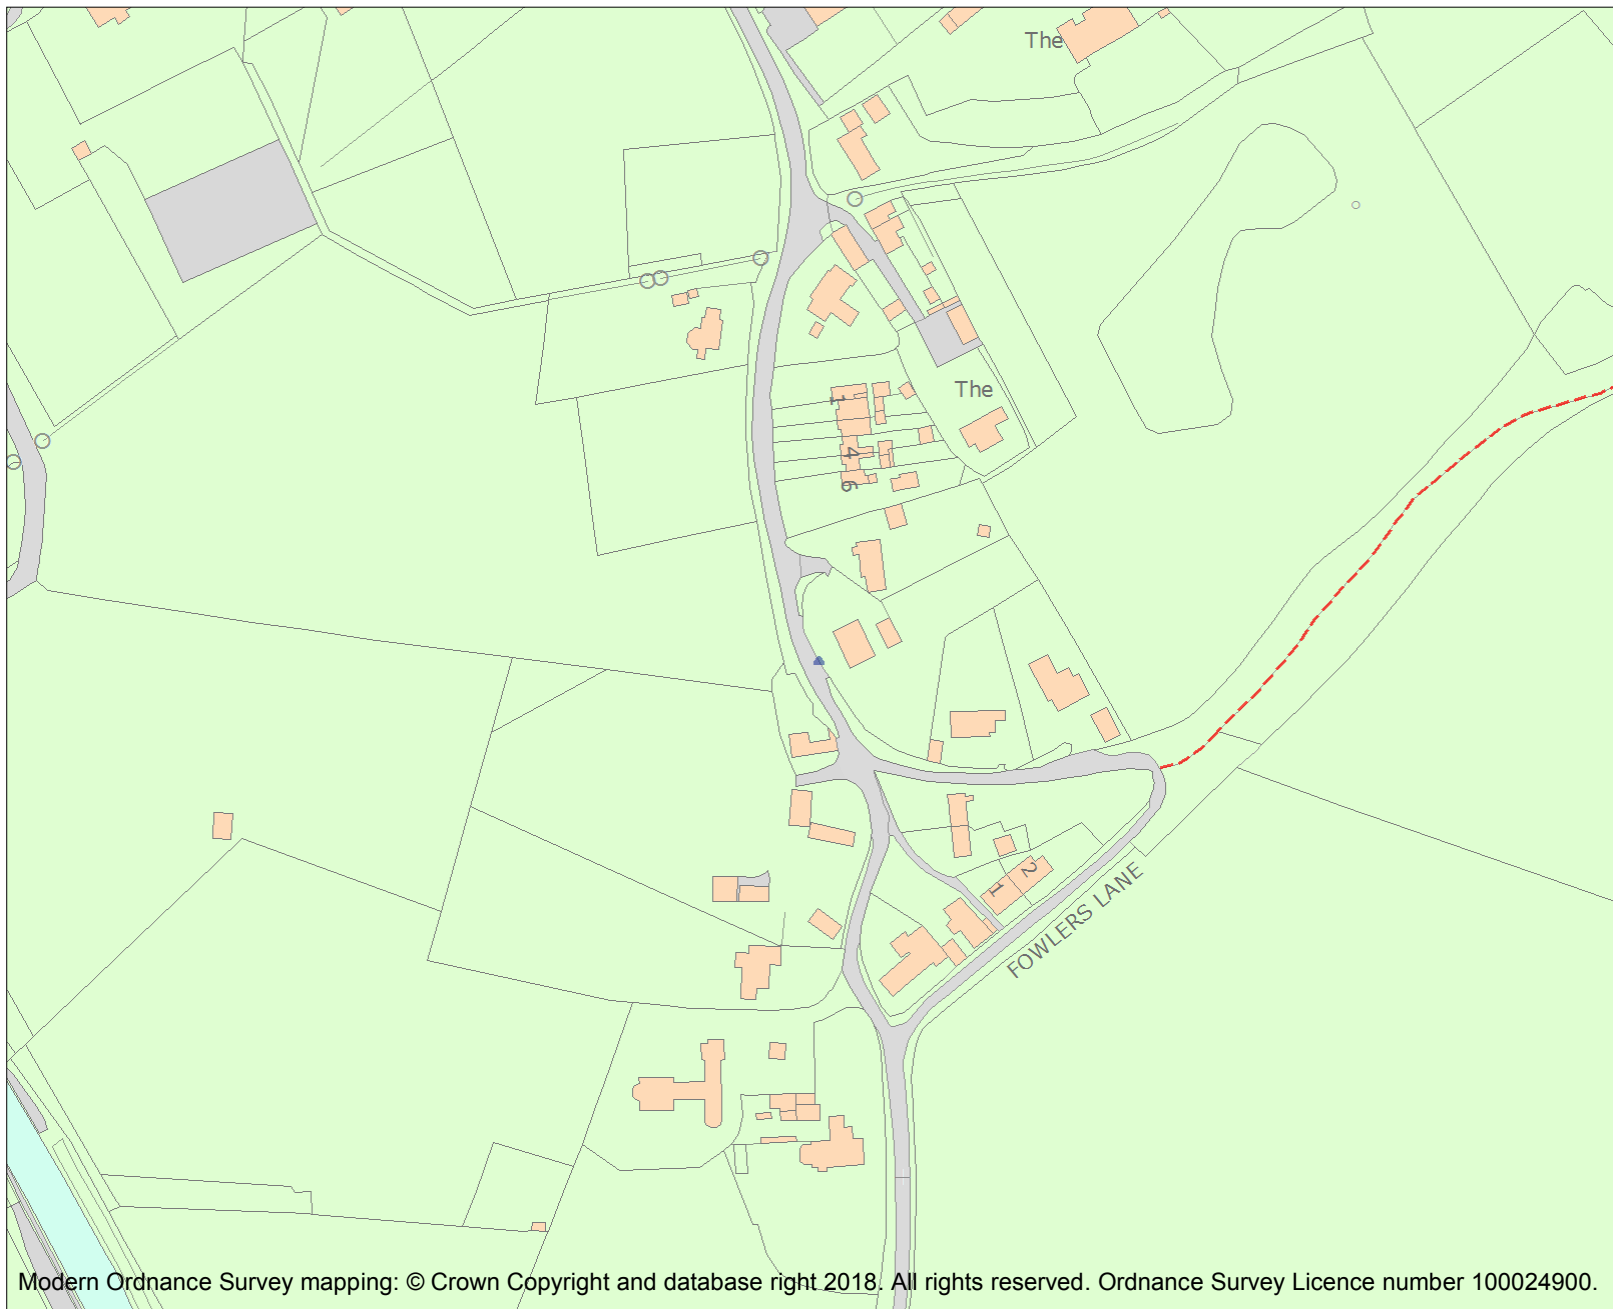 The
The
1
4
6
2
1
FOWLERS LANE
Modern Ordnance Survey mapping: © Crown Copyright and database right 2018. All rights reserved. Ordnance Survey Licence number 100024900.